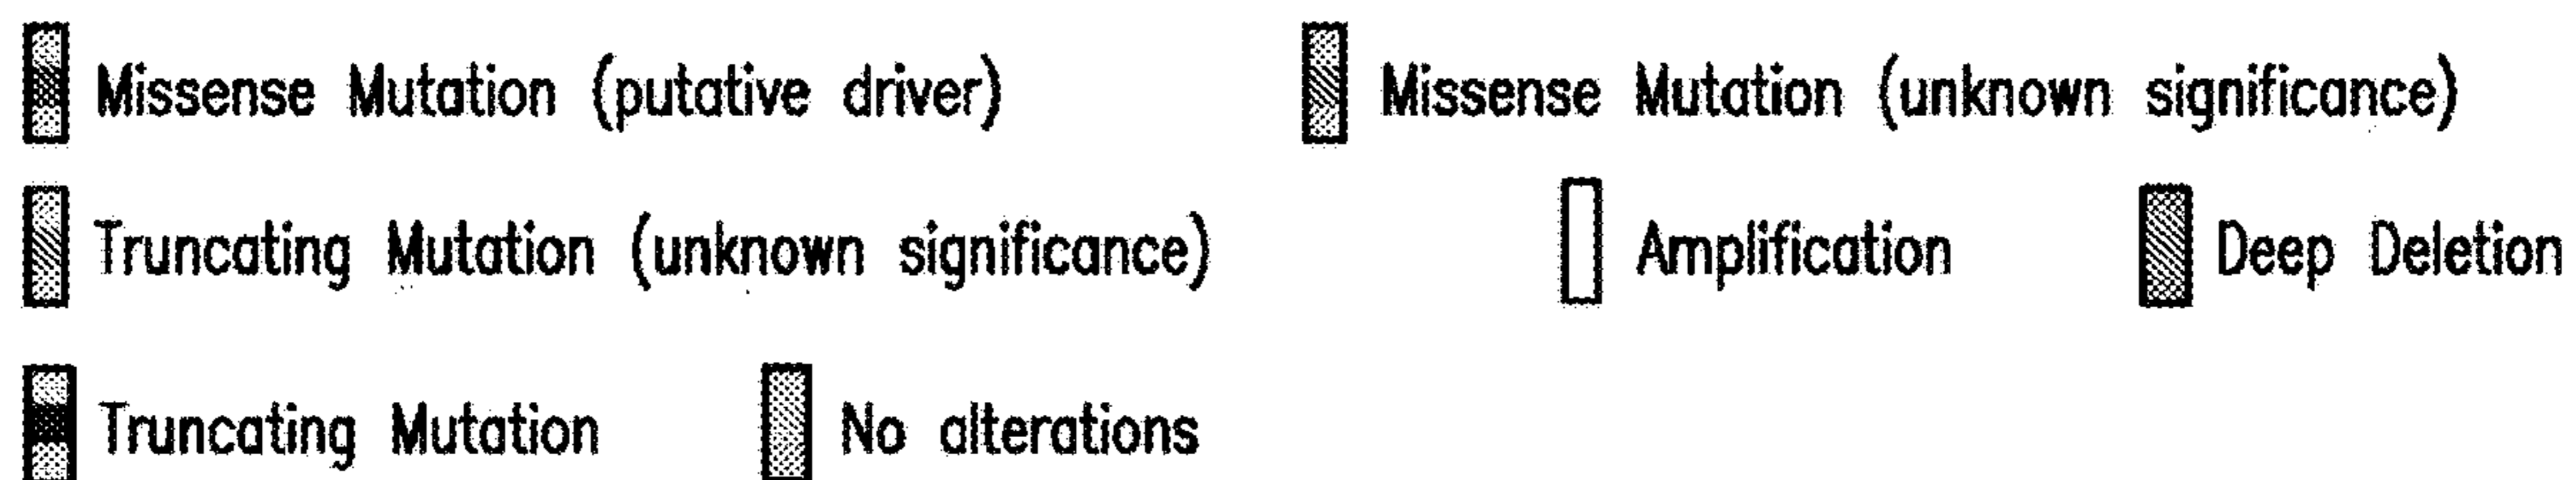 Missense Mutation (putative driver) Missense Mutation (unknown significance)
Truncating Mutation (unknown significance) Amplification Deep Deletion
Truncating Mutation No alterations